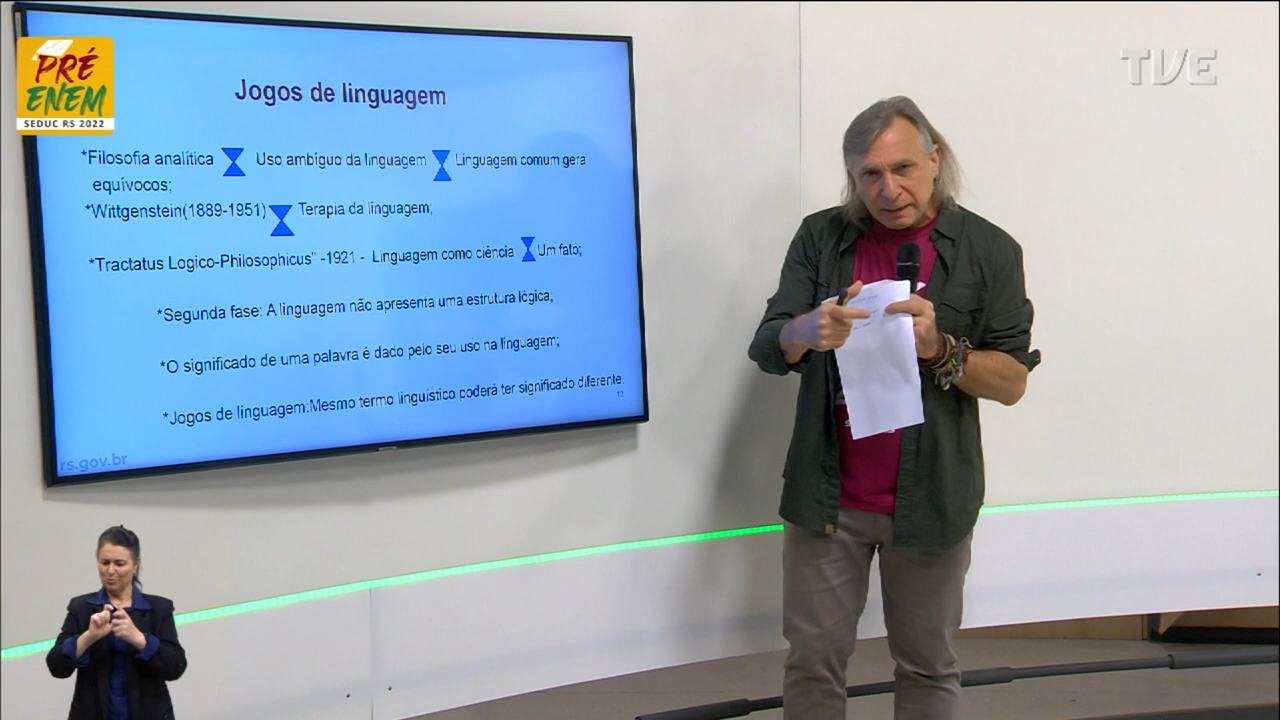 PRÉ
ENEM
SEDUC RS 2022
TVE
Jogos de linguagem
*Filosofia analítica Uso ambíguo da linguagem Linguagem comum gera
equívocos;
*Wittgenstein(1889-1951) Terapia da linguagem;
*Tractatus Logico-Philosophicus" -1921 - Linguagem como ciência Um fato;
*Segunda fase: A linguagem não apresenta uma estrutura lógica;
*O significado de uma palavra é dado pelo seu uso na linguagem;
*Jogos de linguagem:Mesmo termo linguístico poderá ter significado diferente.
12
rs.gov.br